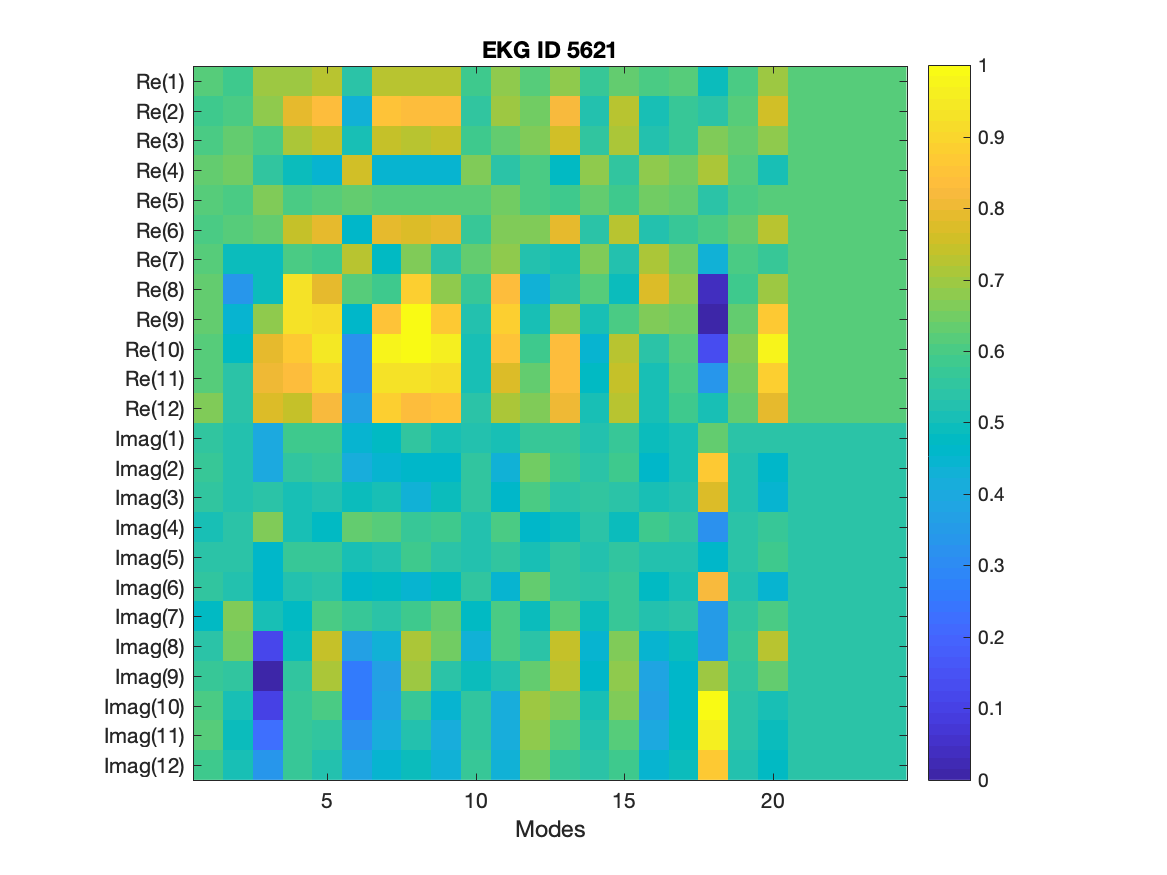 EKG ID 5621
Re(1)
Re(2)
Re(3)
Re(4)
Re(5)
Re(6)
Re(7)
Re(8)
Re(9)
Re(10)
Re(11)
Re(12)
Imag(1)
Imag(2)
Imag(3)
Imag(4)
Imag(5)
Imag(6)
Imag(7)
Imag(8)
Imag(9)
Imag(10)
Imag(11)
Imag(12)
5 10 15 20
Modes
1
0.9
0.8
0.7
0.6
0.5
0.4
0.3
0.2
0.1
0